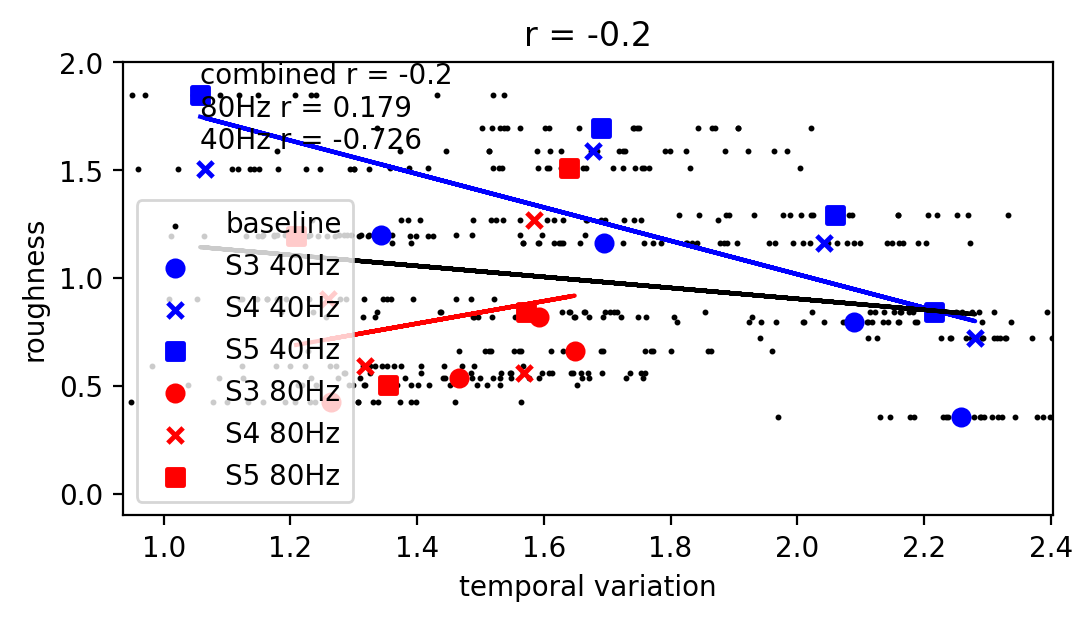 r = -0.2
combined r = -0.2
80Hz r = 0.179
40Hz r = -0.726
roughness
2.0
1.5
1.0
0.5
0.0
baseline
S3 40Hz
S4 40Hz
S5 40Hz
S3 80Hz
S4 80Hz
S5 80Hz
1.0 1.2 1.4 1.6 1.8 2.0 2.2 2.4
temporal variation